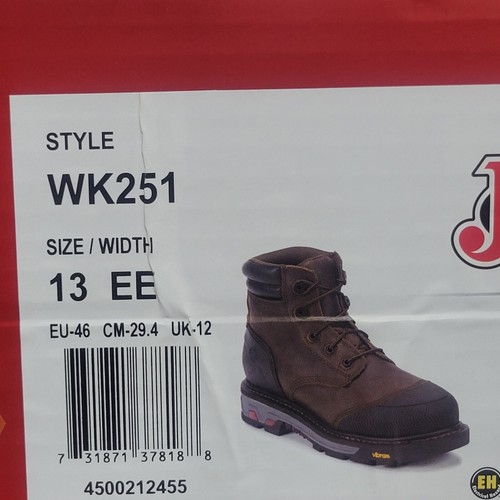 STYLE
WK251
SIZE / WIDTH
13 EE
EU-46 CM-29.4 UK-12
vibram
7 31871 37818 8
4500212455
J
EH